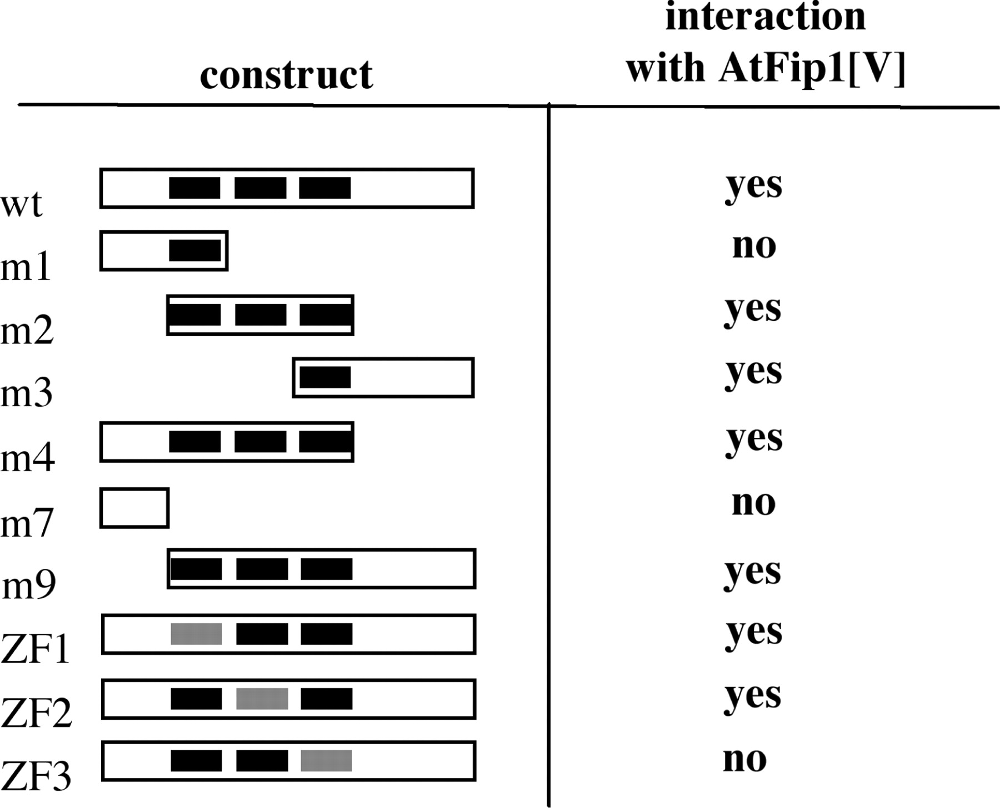 interaction
with AtFip1[V]
construct
wt yes
m1 no
m2 yes
m3 yes
m4 yes
m7 no
m9 yes
ZF1 yes
ZF2 yes
ZF3 no